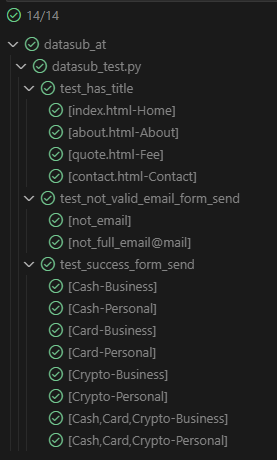 14/14
datasub_at
datasub_test.py
test_has_title
[index.html-Home]
[about.html-About]
[quote.html-Fee]
[contact.html-Contact]
test_not_valid_email_form_send
[not_email]
[not_full_email@mail]
test_success_form_send
[Cash-Business]
[Cash-Personal]
[Card-Business]
[Card-Personal]
[Crypto-Business]
[Crypto-Personal]
[Cash,Card,Crypto-Business]
[Cash,Card,Crypto-Personal]